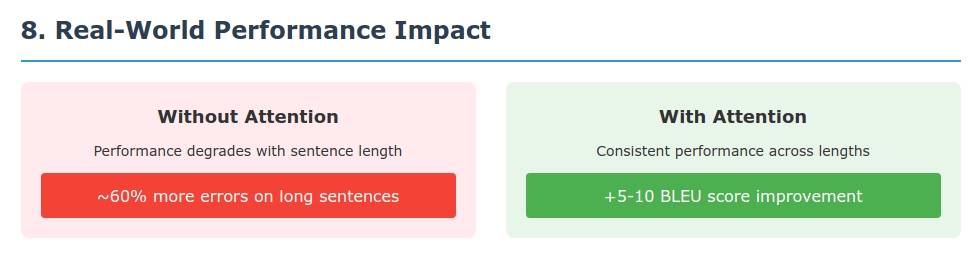 8. Real-World Performance Impact
Without Attention
Performance degrades with sentence length
~60% more errors on long sentences
With Attention
Consistent performance across lengths
+5-10 BLEU score improvement